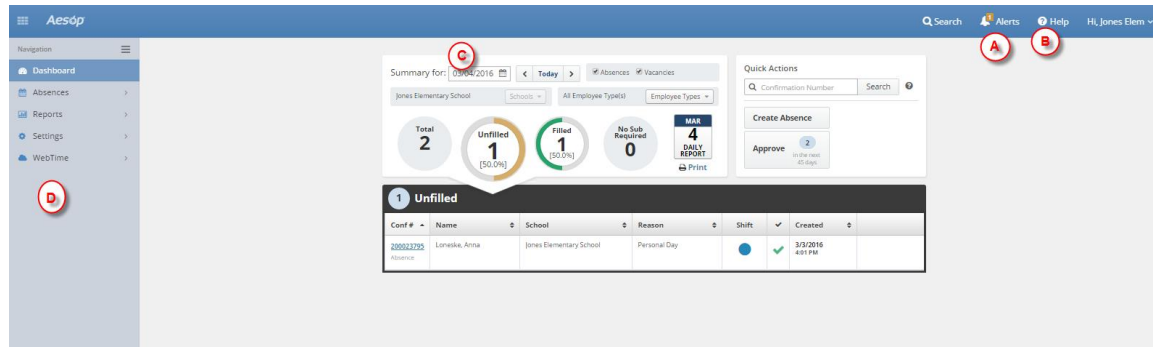 Aesop
Search
Alerts
Help
Hi, Jones Elem
A
B
Navigation
Dashboard
Absences
Reports
Settings
WebTime
D
C
Summary for: 03/04/2016
Today
Absences
Vacancies
Jones Elementary School
Schools
All Employee Type(s)
Employee Types
Total
2
Unfilled
1
[50.0%]
Filled
1
[50.0%]
No Sub
Required
0
MAR
4
DAILY
REPORT
Print
Quick Actions
Confirmation Number
Search
Create Absence
Approve
2
in the next
45 days
1 Unfilled
Conf # Name School Reason Shift Created
200023795 Loneske, Anna Jones Elementary School Personal Day 3/3/2016
Absence 4:01 PM